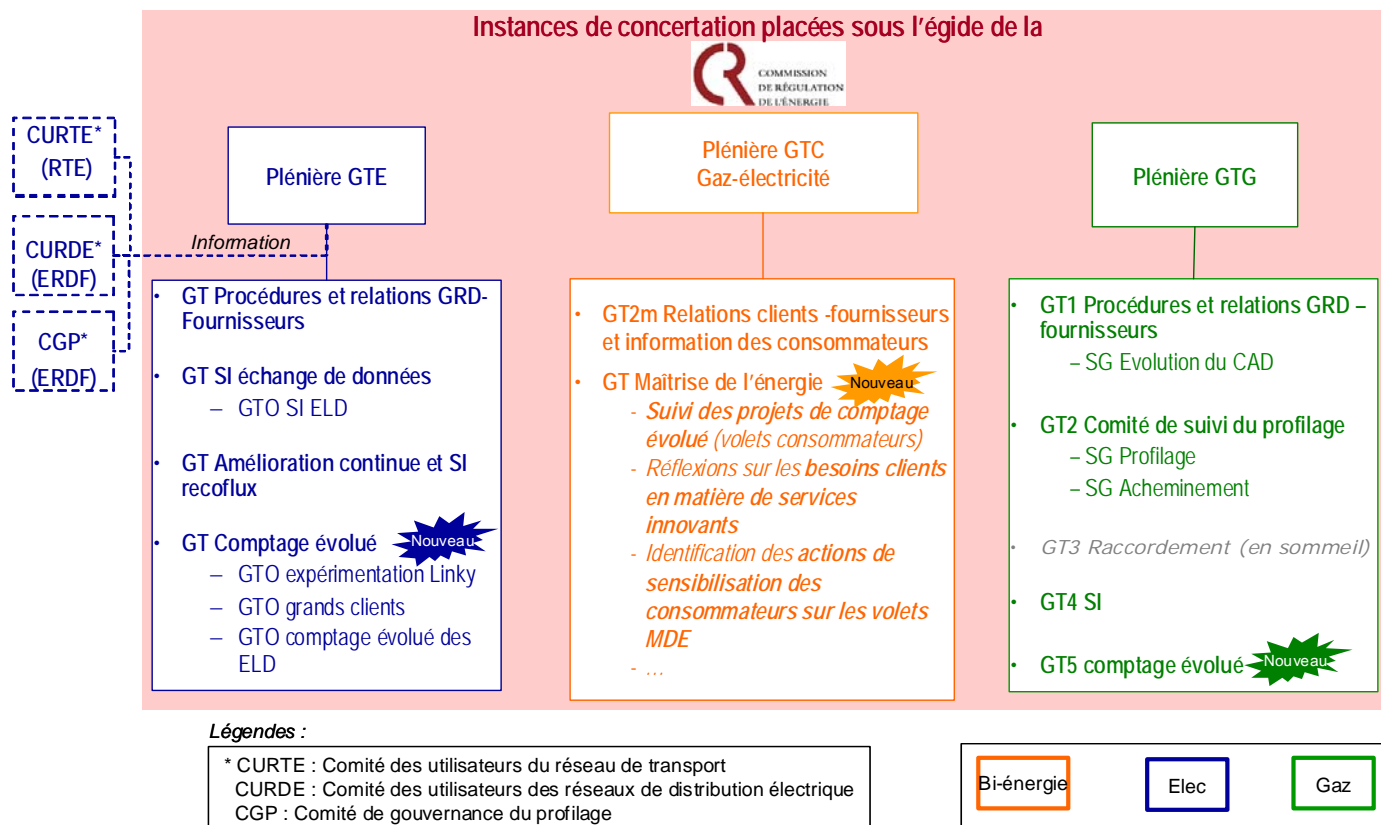 Instances de concertation placées sous l'égide de la
COMMISSION
DE RÉGULATION
DE L'ÉNERGIE
CURTE*
(RTE)
CURDE*
(ERDF)
CGP*
(ERDF)
Information
Plénière GTE
• GT Procédures et relations GRD-
Fournisseurs
• GT SI échange de données
– GTO SI ELD
• GT Amélioration continue et SI
recoflux
• GT Comptage évolué Nouveau
– GTO expérimentation Linky
– GTO grands clients
– GTO comptage évolué des
ELD
Plénière GTC
Gaz-électricité
• GT2m Relations clients -fournisseurs
et information des consommateurs
• GT Maîtrise de l'énergie Nouveau
- Suivi des projets de comptage
évolué (volets consommateurs)
- Réflexions sur les besoins clients
en matière de services
innovants
- Identification des actions de
sensibilisation des
consommateurs sur les volets
MDE
- ...
Plénière GTG
• GT1 Procédures et relations GRD –
fournisseurs
– SG Evolution du CAD
• GT2 Comité de suivi du profilage
– SG Profilage
– SG Acheminement
• GT3 Raccordement (en sommeil)
• GT4 SI
• GT5 comptage évolué Nouveau
Légendes :
* CURTE : Comité des utilisateurs du réseau de transport
CURDE : Comité des utilisateurs des réseaux de distribution électrique
CGP : Comité de gouvernance du profilage
Bi-énergie
Elec
Gaz